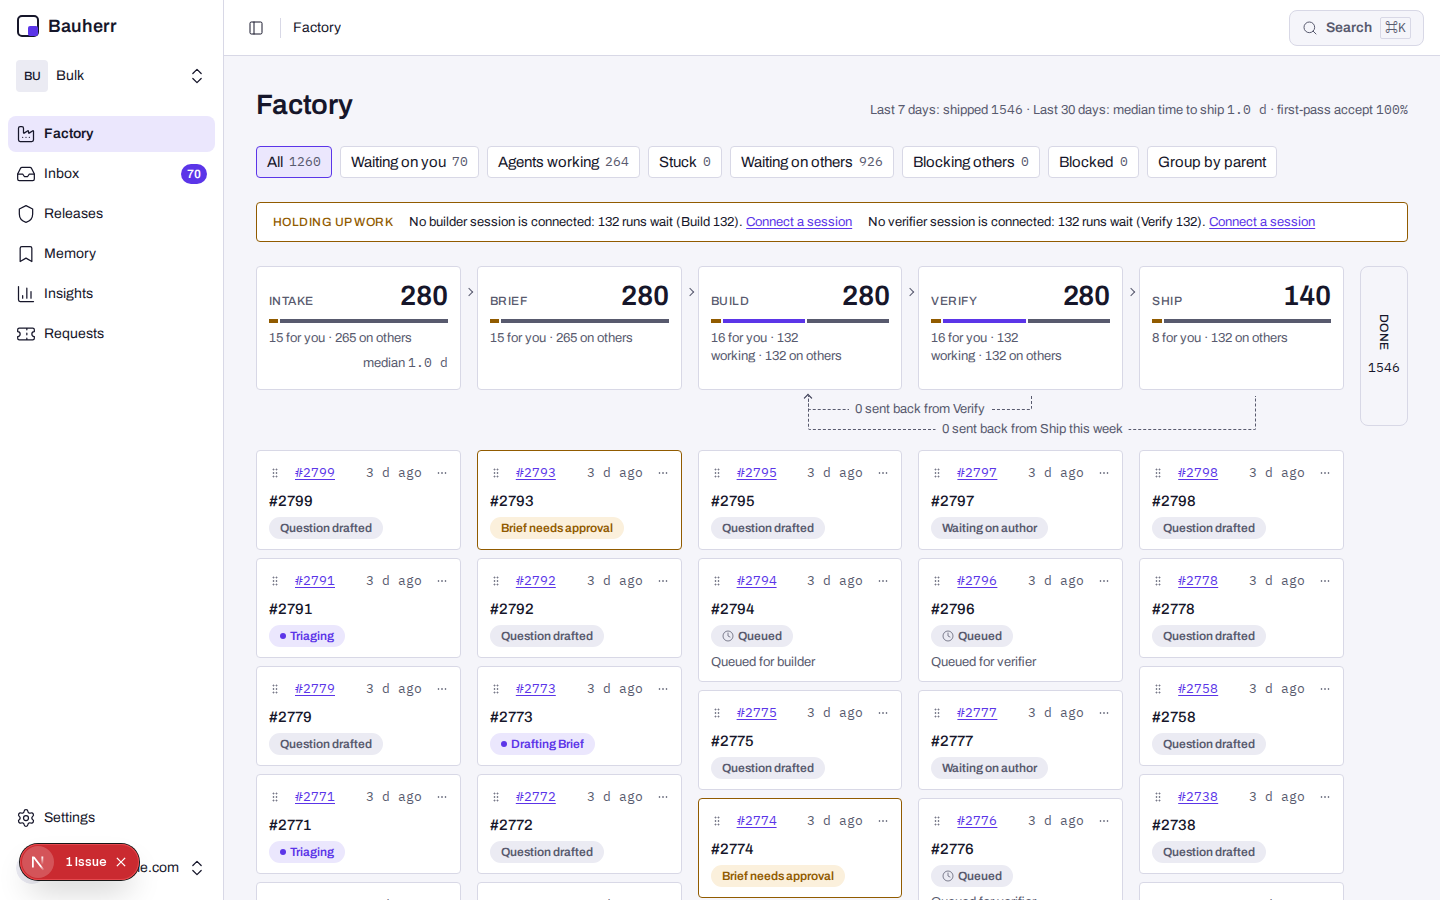 Bauherr
BU Bulk
Factory
Inbox 70
Releases
Memory
Insights
Requests
Settings
1 Issue
le.com
Factory
Search ⌘K
Factory
Last 7 days: shipped 1546 · Last 30 days: median time to ship 1.0 d · first-pass accept 100%
All 1260
Waiting on you 70
Agents working 264
Stuck 0
Waiting on others 926
Blocking others 0
Blocked 0
Group by parent
HOLDING UP WORK No builder session is connected: 132 runs wait (Build 132). Connect a session No verifier session is connected: 132 runs wait (Verify 132). Connect a session
INTAKE 280
15 for you · 265 on others
median 1.0 d
BRIEF 280
15 for you · 265 on others
BUILD 280
16 for you · 132
working · 132 on others
VERIFY 280
16 for you · 132
working · 132 on others
SHIP 140
8 for you · 132 on others
DONE
1546
0 sent back from Verify
0 sent back from Ship this week
#2799 3 d ago
#2799
Question drafted
#2791 3 d ago
#2791
Triaging
#2779 3 d ago
#2779
Question drafted
#2771 3 d ago
#2771
Triaging
#2793 3 d ago
#2793
Brief needs approval
#2792 3 d ago
#2792
Question drafted
#2773 3 d ago
#2773
Drafting Brief
#2772 3 d ago
#2772
Question drafted
#2795 3 d ago
#2795
Question drafted
#2794 3 d ago
#2794
Queued
Queued for builder
#2775 3 d ago
#2775
Question drafted
#2774 3 d ago
#2774
Brief needs approval
#2797 3 d ago
#2797
Waiting on author
#2796 3 d ago
#2796
Queued
Queued for verifier
#2777 3 d ago
#2777
Waiting on author
#2776 3 d ago
#2776
Queued
Queued for verifier
#2798 3 d ago
#2798
Question drafted
#2778 3 d ago
#2778
Question drafted
#2758 3 d ago
#2758
Question drafted
#2738 3 d ago
#2738
Question drafted